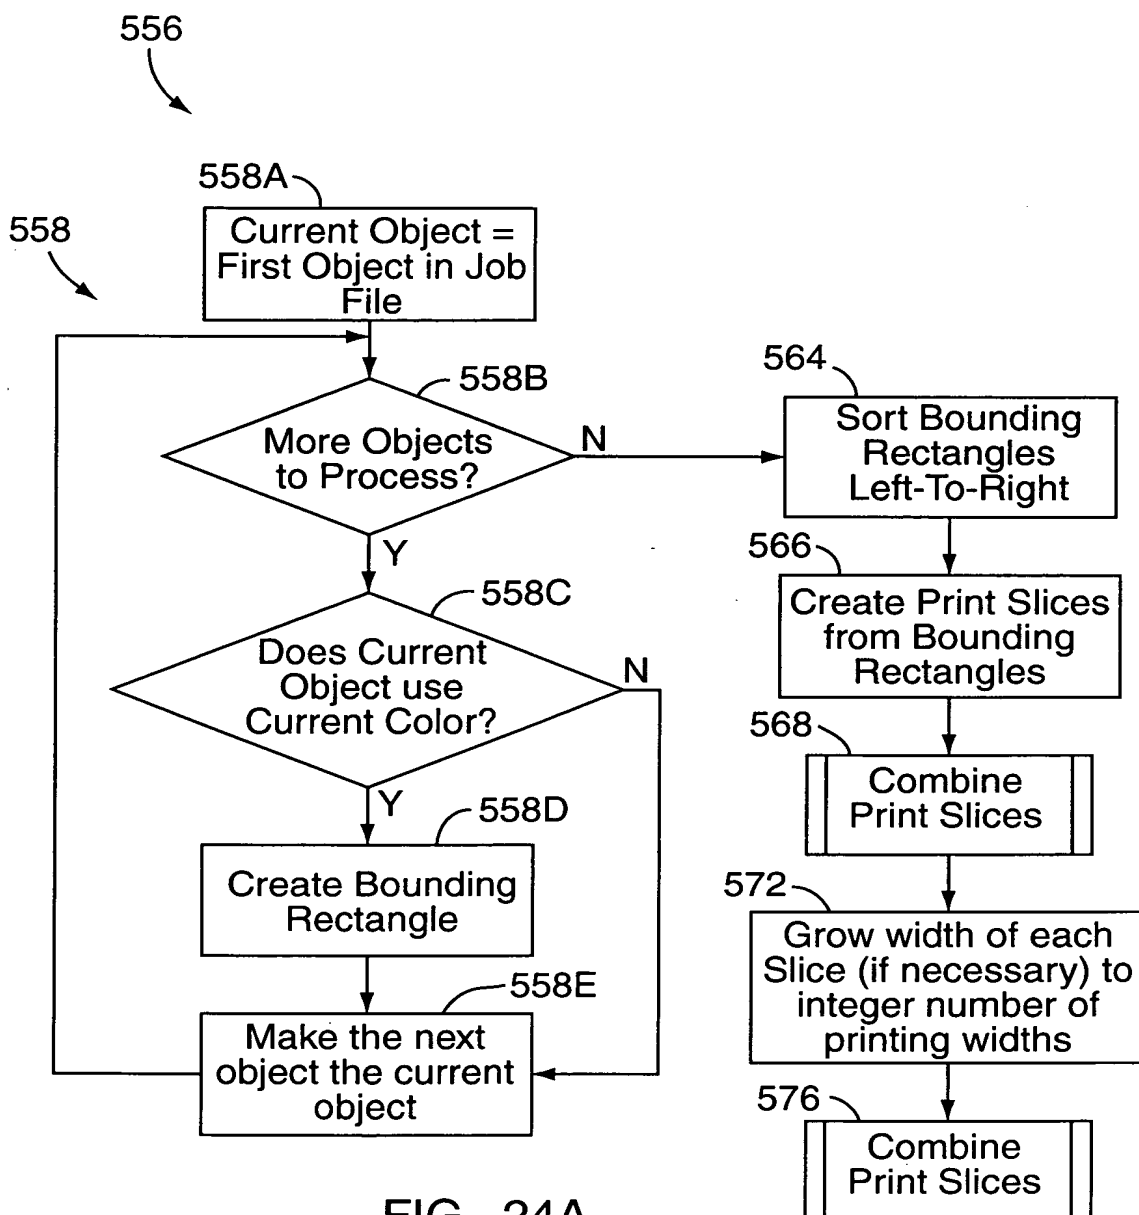 556
558A
558
Current Object =
First Object in Job
File
558B
More Objects
to Process?
N
Y
558C
Does Current
Object use
Current Color?
N
Y
558D
Create Bounding
Rectangle
558E
Make the next
object the current
object
564
Sort Bounding
Rectangles
Left-To-Right
566
Create Print Slices
from Bounding
Rectangles
568
Combine
Print Slices
572
Grow width of each
Slice (if necessary) to
integer number of
printing widths
576
Combine
Print Slices
FIG. 24A